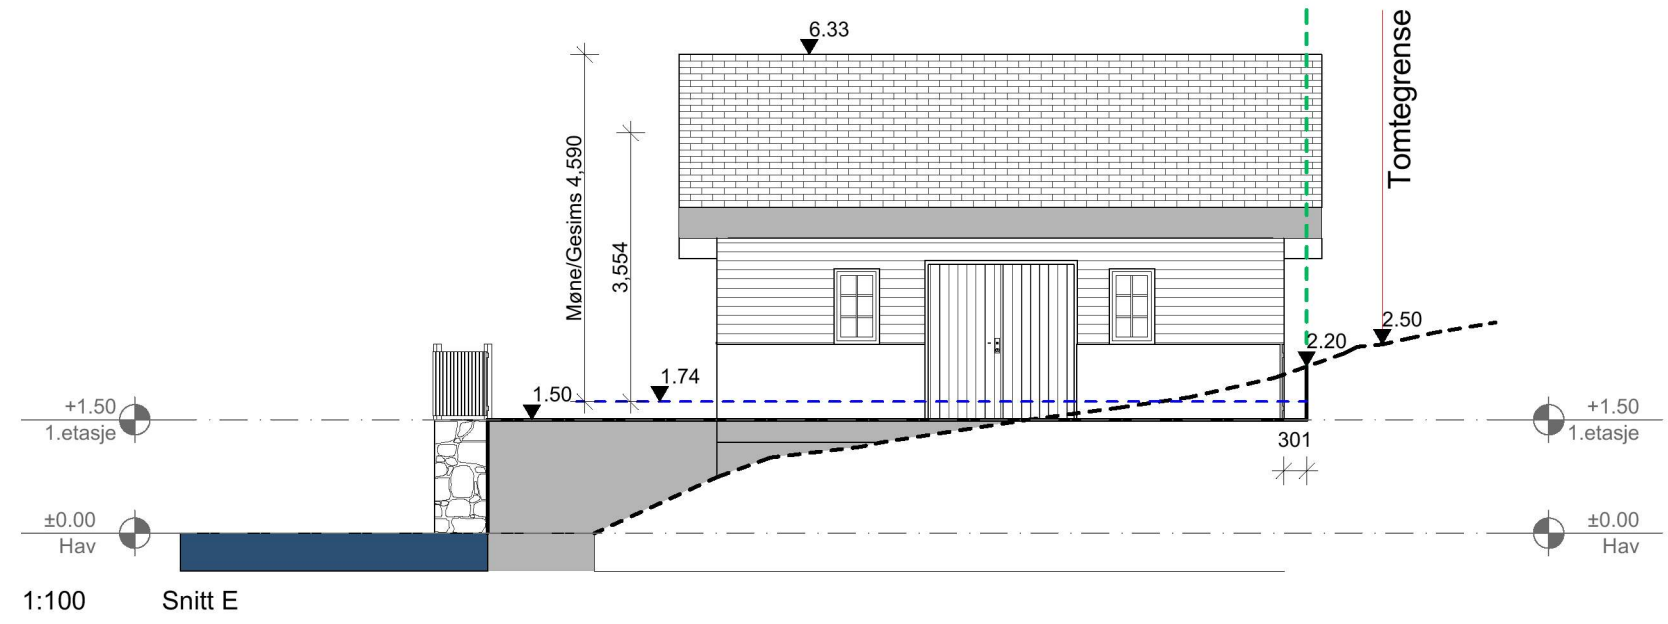 6.33
Tomtegrense
Møne/Gesims 4,590
3,554
2.50
2.20
1.74
1.50
+1.50
1.etasje
+1.50
1.etasje
301
±0.00
Hav
±0.00
Hav
1:100 Snitt E